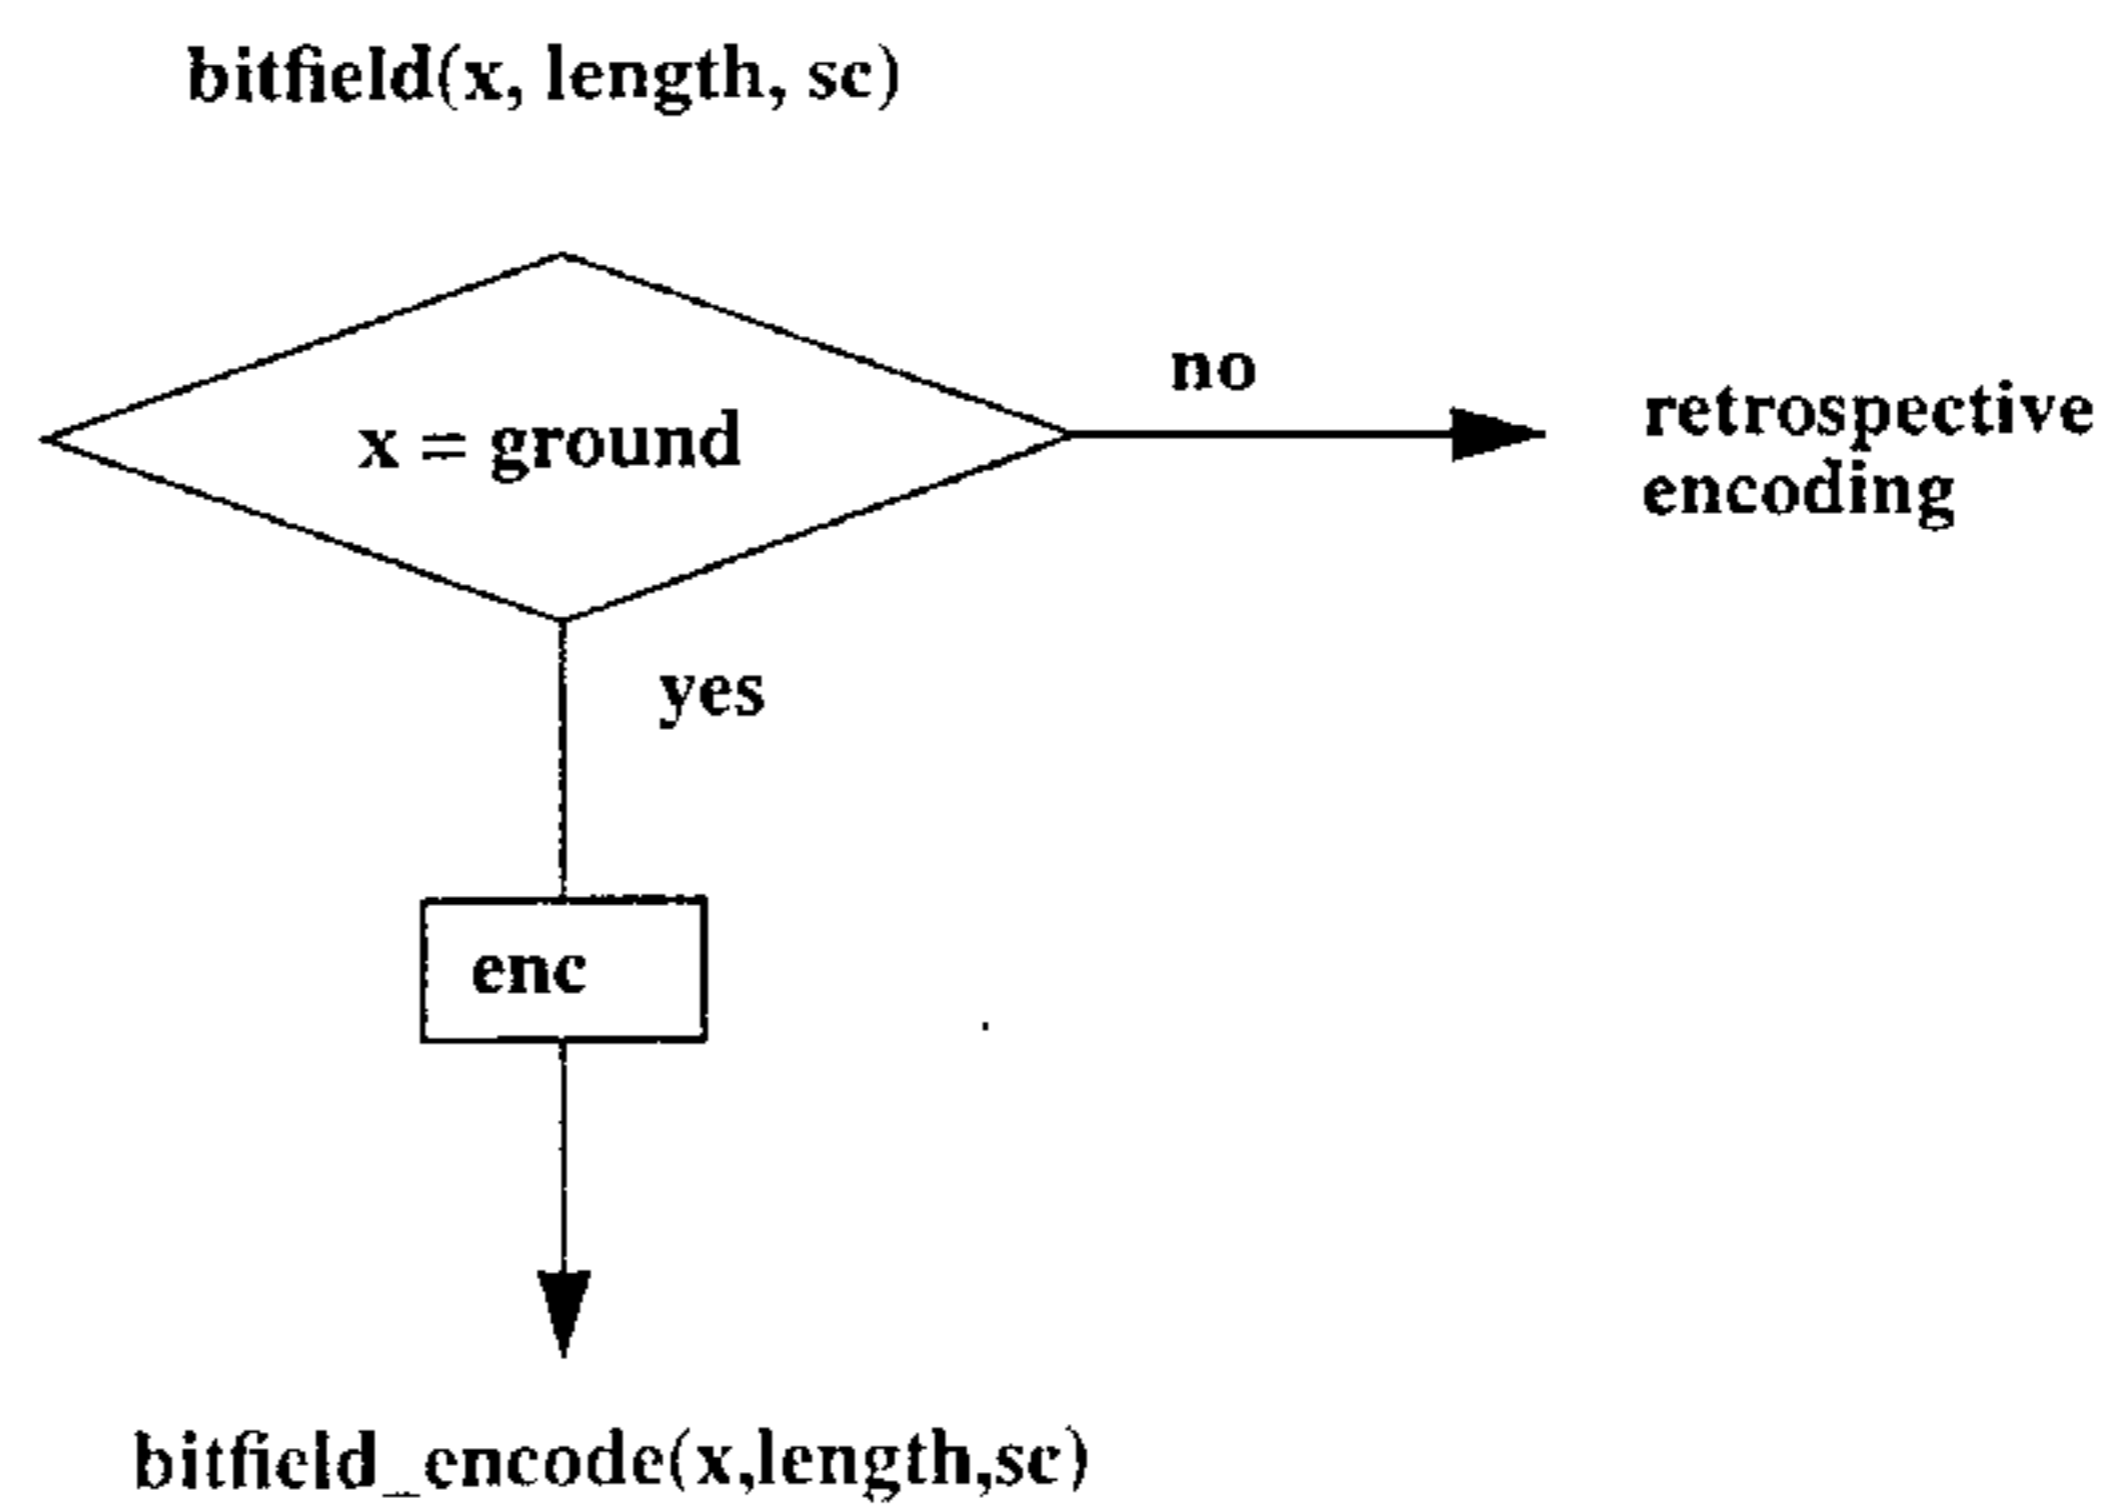 bitfield(x, length, sc)
no
x = ground
retrospective
encoding
yes
enc
bitfield_encode(x,length,sc)